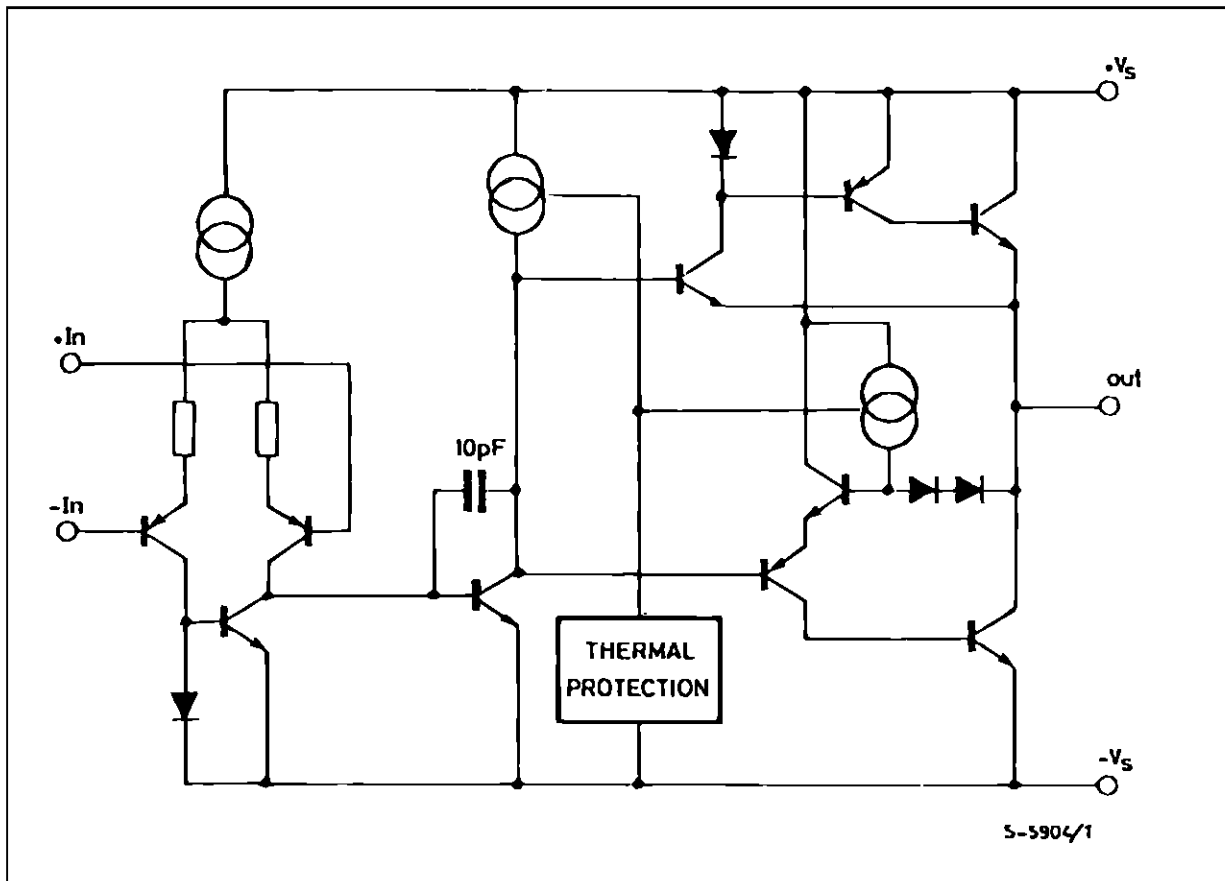 +Vs
+In
out
10pF
-In
THERMAL
PROTECTION
-Vs
S-5904/1